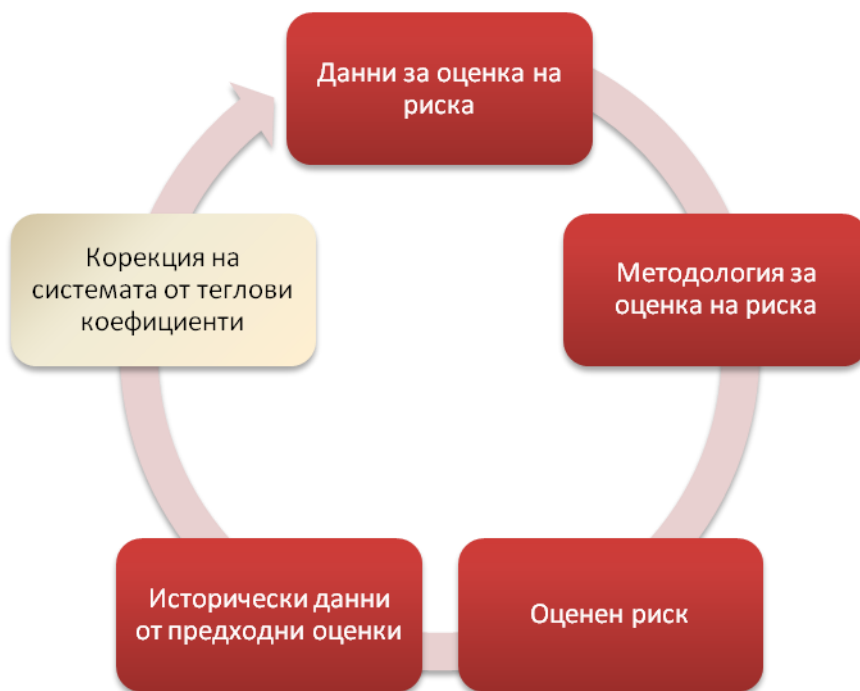 Данни за оценка на
риска
Методология за
оценка на риска
Оценен риск
Исторически данни
от предходни оценки
Корекция на
системата от теглови
коефициенти